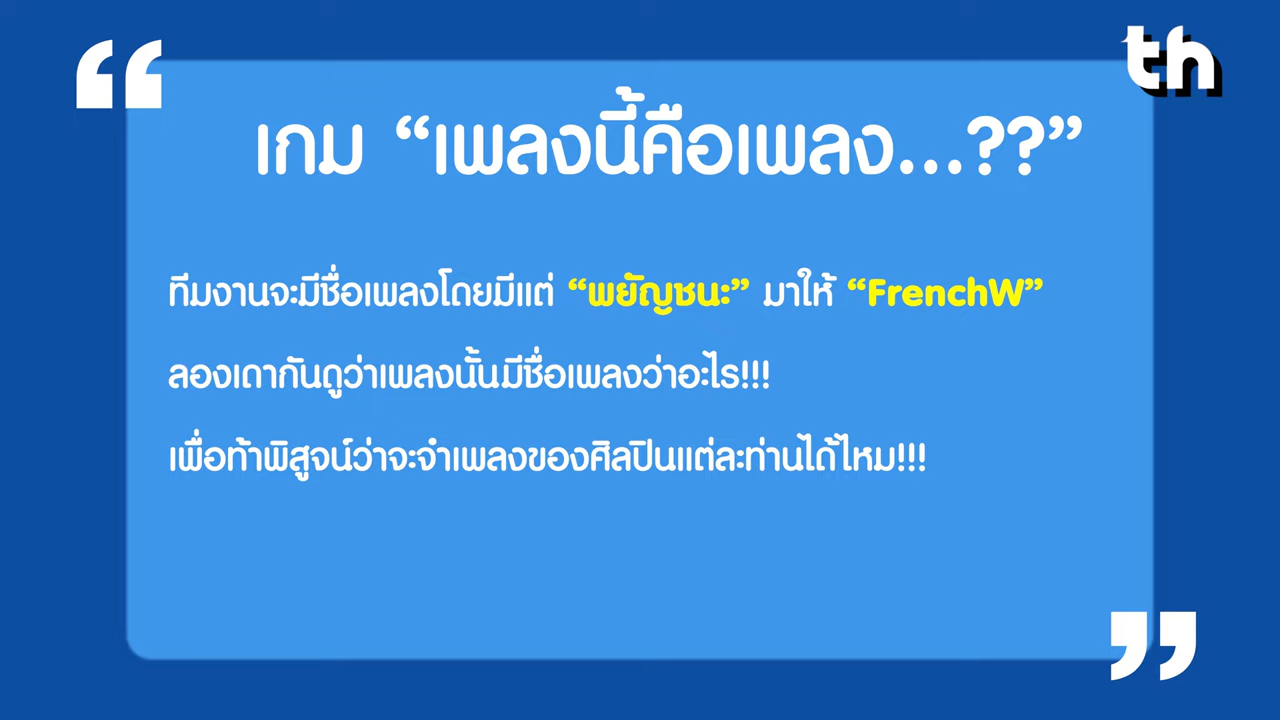 th
เกม “เพลงนี้คือเพลง...??”
ทีมงานจะมีชื่อเพลงโดยมีแต่ “พยัญชนะ” มาให้ “FrenchW”
ลองเดากันดูว่าเพลงนั้นมีชื่อเพลงว่าอะไร!!!
เพื่อท้าพิสูจน์ว่าจะจำเพลงของศิลปินแต่ละท่านได้ไหม!!!